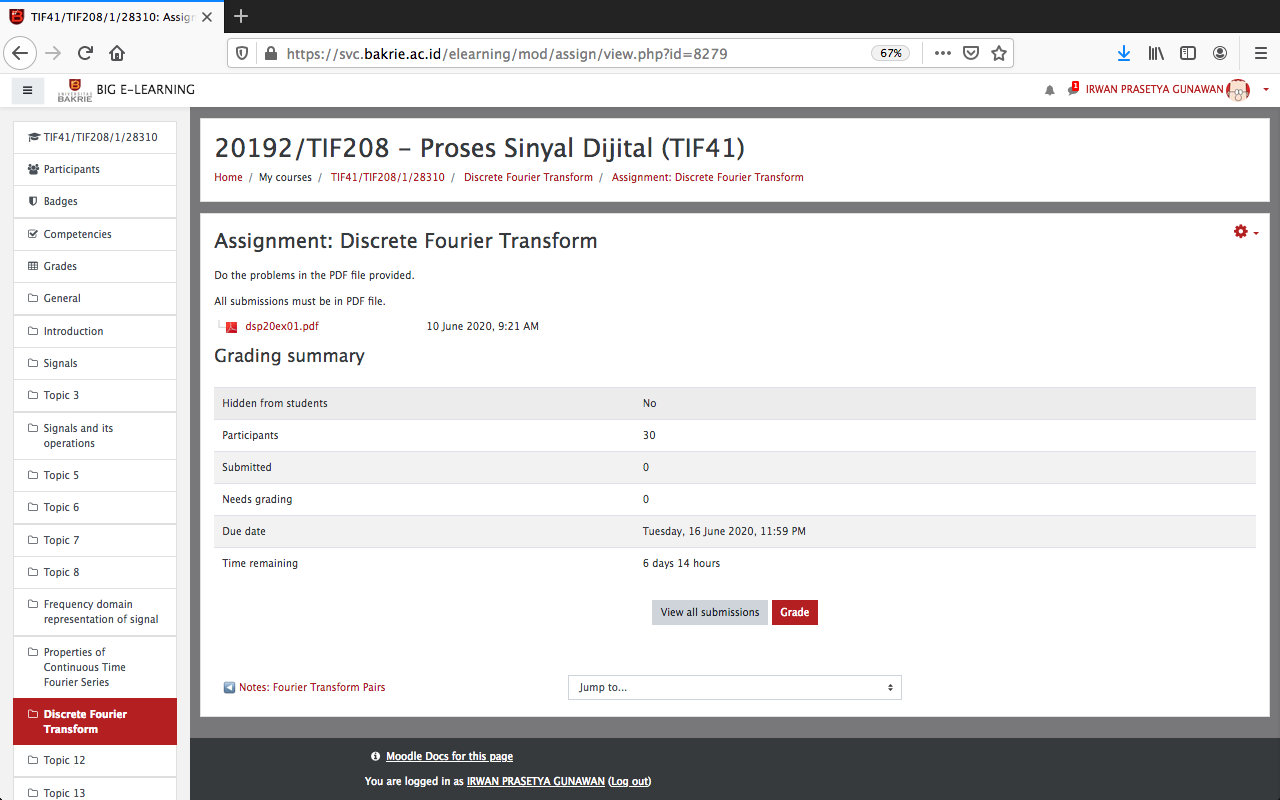 TIF41/TIF208/1/28310: Assign
https://svc.bakrie.ac.id/elearning/mod/assign/view.php?id=8279
67%
UNIVERSITAS
BAKRIE
BIG E-LEARNING
1
IRWAN PRASETYA GUNAWAN
TIF41/TIF208/1/28310
Participants
Badges
Competencies
Grades
General
Introduction
Signals
Topic 3
Signals and its
operations
Topic 5
Topic 6
Topic 7
Topic 8
Frequency domain
representation of signal
Properties of
Continuous Time
Fourier Series
Discrete Fourier
Transform
Topic 12
Topic 13
20192/TIF208 – Proses Sinyal Dijital (TIF41)
Home / My courses / TIF41/TIF208/1/28310 / Discrete Fourier Transform / Assignment: Discrete Fourier Transform
Assignment: Discrete Fourier Transform
Do the problems in the PDF file provided.
All submissions must be in PDF file.
dsp20ex01.pdf 10 June 2020, 9:21 AM
Grading summary
Hidden from students No
Participants 30
Submitted 0
Needs grading 0
Due date Tuesday, 16 June 2020, 11:59 PM
Time remaining 6 days 14 hours
View all submissions Grade
Notes: Fourier Transform Pairs Jump to...
Moodle Docs for this page
You are logged in as IRWAN PRASETYA GUNAWAN (Log out)